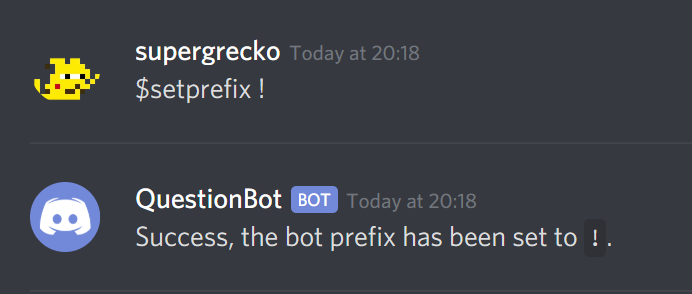 supergrecko Today at 20:18
$setprefix !
QuestionBot BOT Today at 20:18
Success, the bot prefix has been set to !.